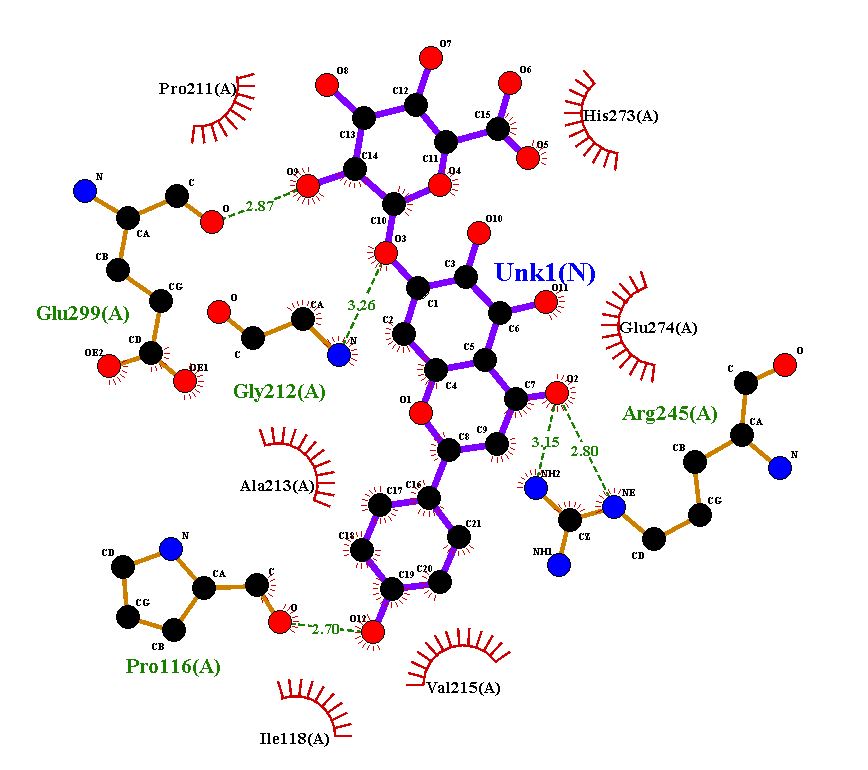 O7
O8
O6
Pro211(A)
C12
C15
His273(A)
C13
O5
C14
C11
O9
O4
N
C
O
2.87
CA
C10
O10
O3
CB
C3
Unk1(N)
CG
O11
3.26
C1
Glu299(A)
O
CA
C2
C6
Glu274(A)
CD
OE2
C
N
C5
O
OE1
C4
C7
O2
C
Gly212(A)
O1
Arg245(A)
CA
C8
C9
3.15
2.80
CB
N
Ala213(A)
C16
NH2
C17
NE
CG
C21
CZ
C18
CD
N
CD
NH1
C20
C19
CA
C
CG
O
O12
2.70
CB
Pro116(A)
Val215(A)
Ile118(A)